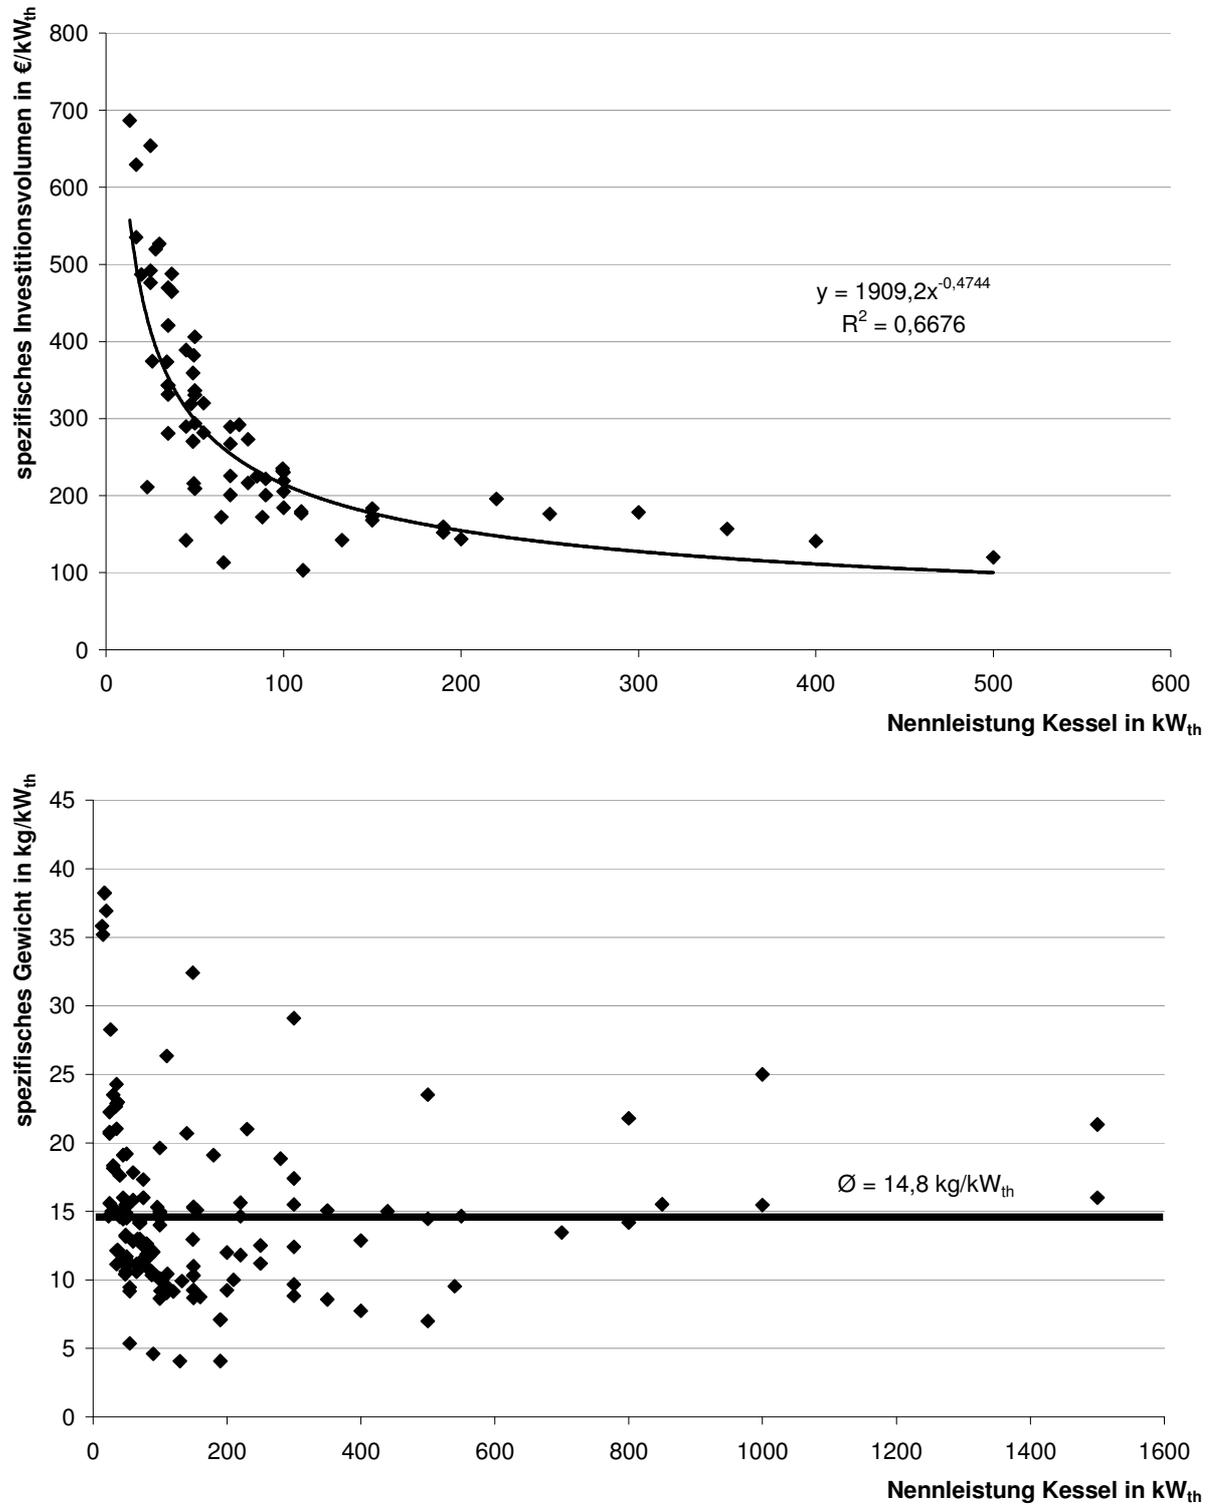 spezifisches Investitionsvolumen in €/kWth
800
700
600
500
400
300
200
100
0
y = 1909,2x-0,4744
R2 = 0,6676
0 100 200 300 400 500 600
Nennleistung Kessel in kWth
spezifisches Gewicht in kg/kWth
45
40
35
30
25
20
15
10
5
0
Ø = 14,8 kg/kWth
0 200 400 600 800 1000 1200 1400 1600
Nennleistung Kessel in kWth